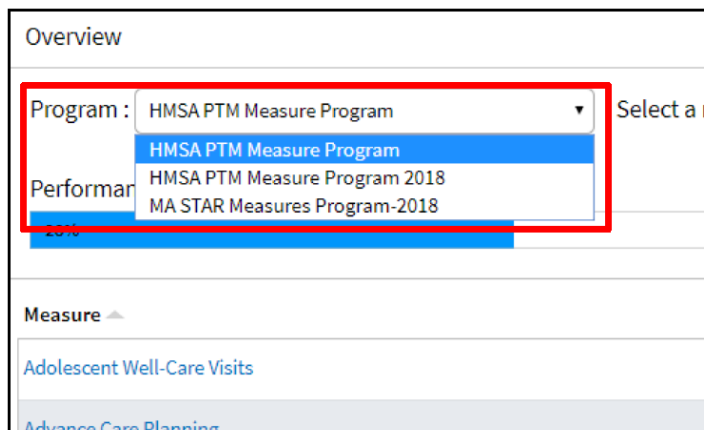 Overview
Program : HMSA PTM Measure Program Select a
HMSA PTM Measure Program
HMSA PTM Measure Program 2018
MA STAR Measures Program-2018
Measure
Adolescent Well-Care Visits
Advance Care Planning